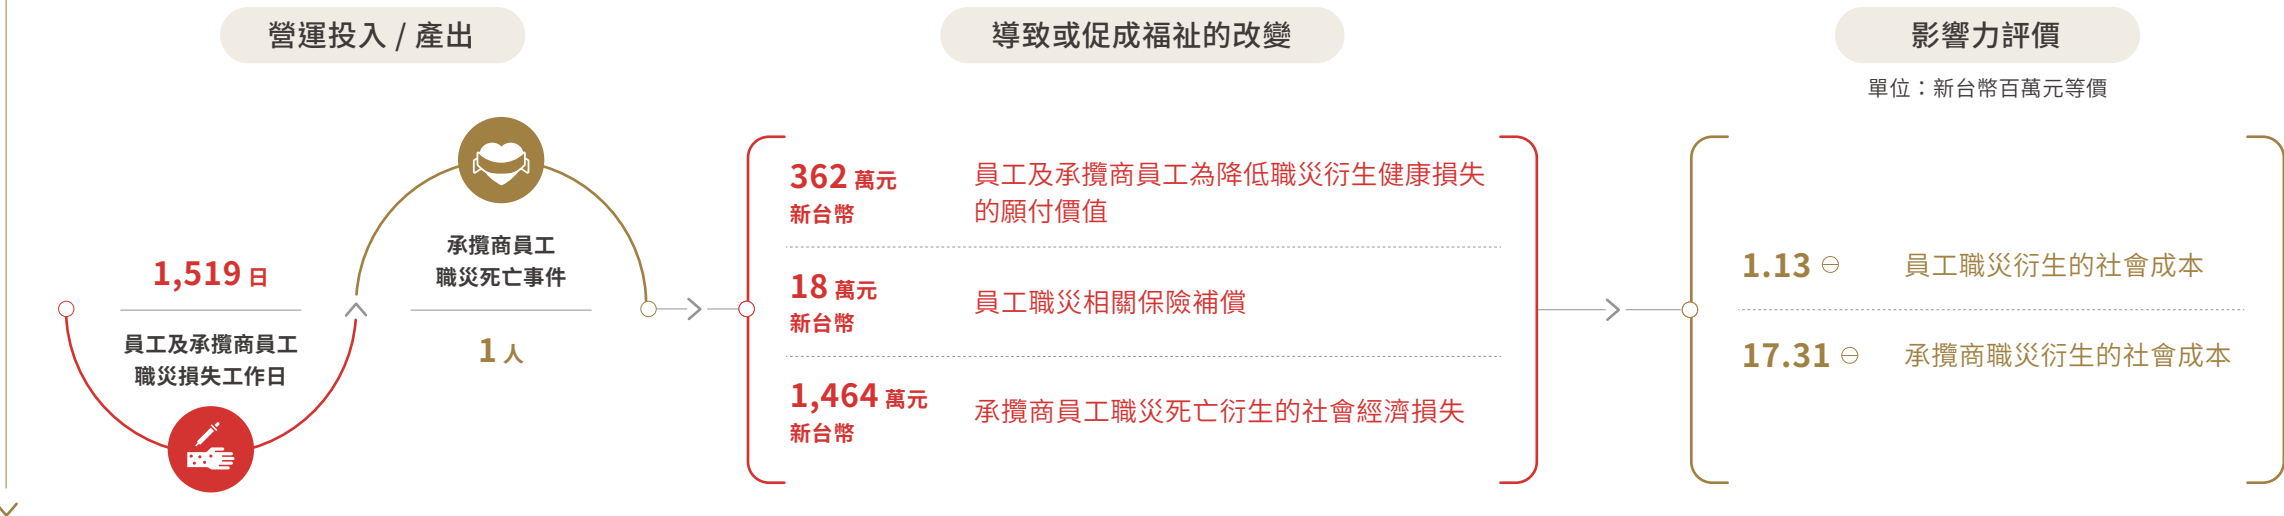 營運投入 / 產出
1,519 日
員工及承攬商員工
職災損失工作日
承攬商員工
職災死亡事件
1 人
導致或促成福祉的改變
362 萬元
新台幣
員工及承攬商員工為降低職災衍生健康損失
的願付價值
18 萬元
新台幣
員工職災相關保險補償
1,464 萬元
新台幣
承攬商員工職災死亡衍生的社會經濟損失
影響力評價
單位：新台幣百萬元等價
1.13 ⊖ 員工職災衍生的社會成本
17.31 ⊖ 承攬商職災衍生的社會成本